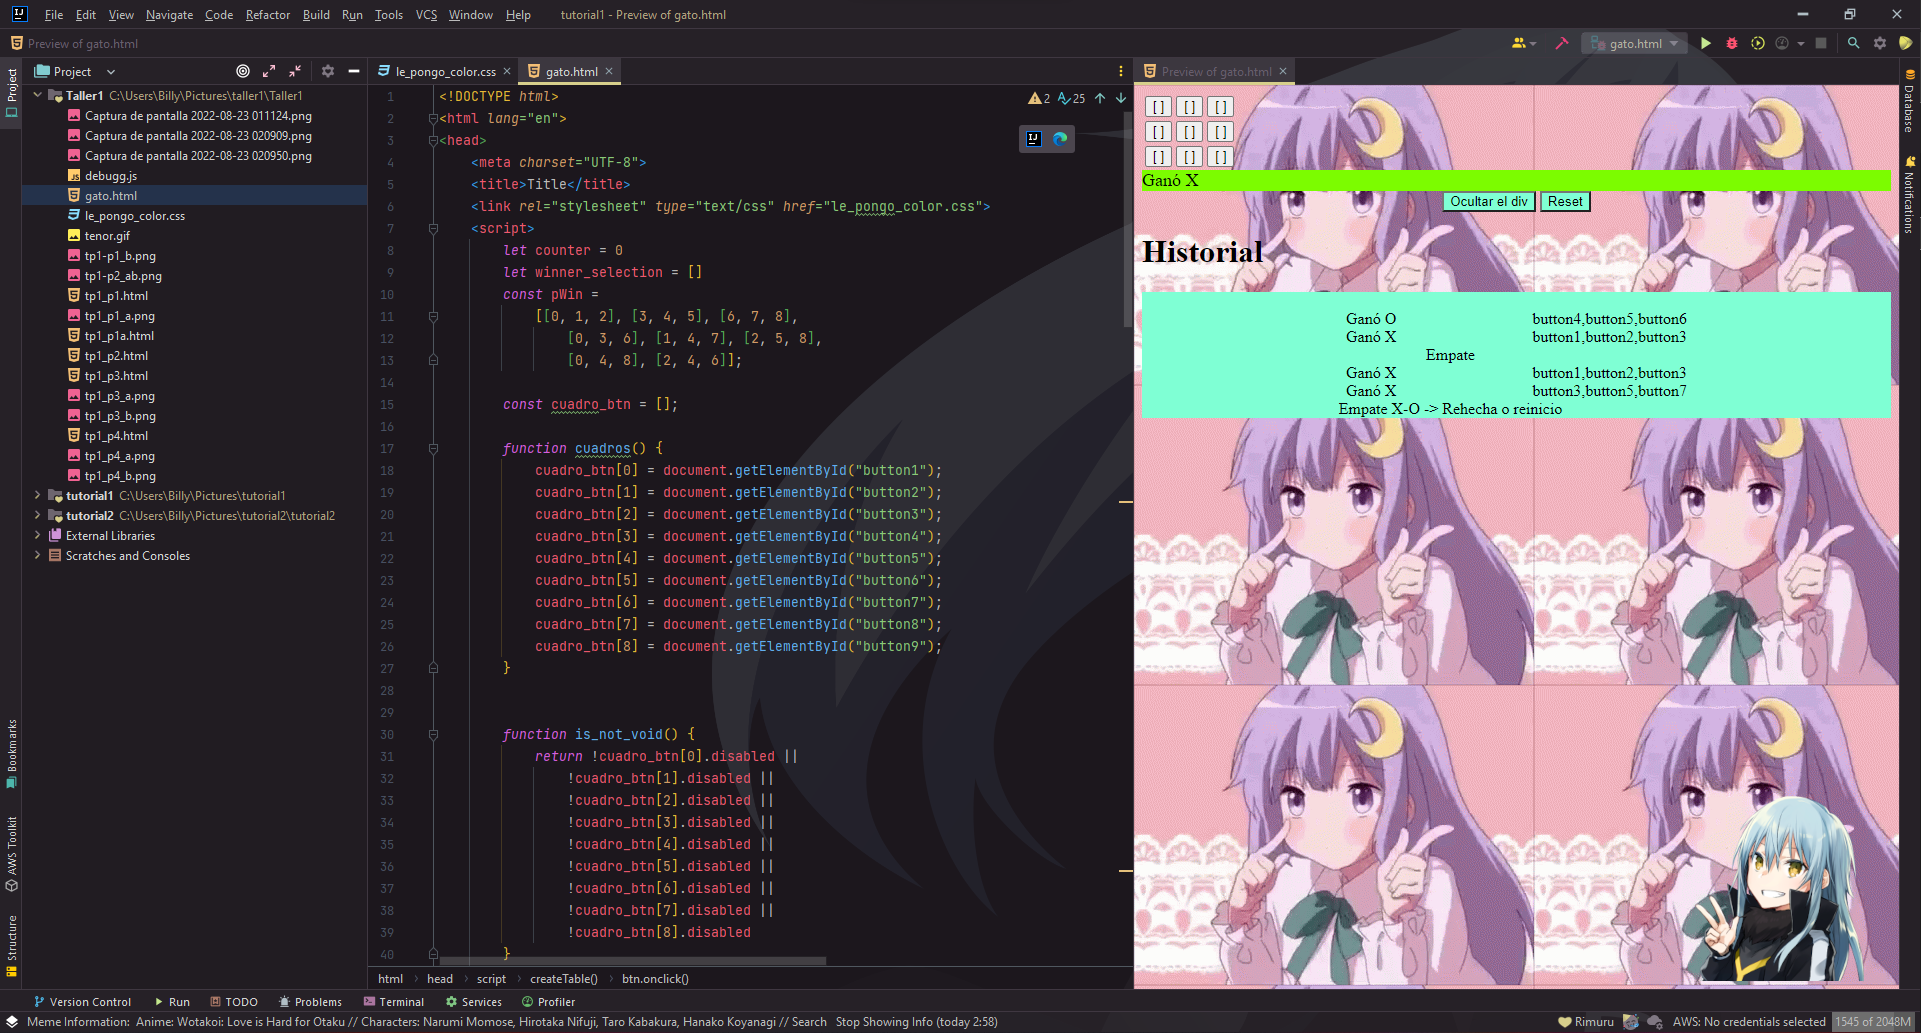 File Edit View Navigate Code Refactor Build Run Tools VCS Window Help tutorial1 - Preview of gato.html
Preview of gato.html
gato.html
Project
Project
Taller1 C:\Users\Billy\Pictures\taller1\Taller1
Captura de pantalla 2022-08-23 011124.png
Captura de pantalla 2022-08-23 020909.png
Captura de pantalla 2022-08-23 020950.png
debugg.js
gato.html
le_pongo_color.css
tenor.gif
tp1-p1_b.png
tp1-p2_ab.png
tp1_p1.html
tp1_p1_a.png
tp1_p1a.html
tp1_p2.html
tp1_p3.html
tp1_p3_a.png
tp1_p3_b.png
tp1_p4.html
tp1_p4_a.png
tp1_p4_b.png
tutorial1 C:\Users\Billy\Pictures\tutorial1
tutorial2 C:\Users\Billy\Pictures\tutorial2\tutorial2
External Libraries
Scratches and Consoles
Bookmarks
AWS Toolkit
Structure
le_pongo_color.css
gato.html
2 25
1 <!DOCTYPE html>
2 <html lang="en">
3 <head>
4 <meta charset="UTF-8">
5 <title>Title</title>
6 <link rel="stylesheet" type="text/css" href="le_pongo_color.css">
7 <script>
8 let counter = 0
9 let winner_selection = []
10 const pWin =
11 [[0, 1, 2], [3, 4, 5], [6, 7, 8],
12 [0, 3, 6], [1, 4, 7], [2, 5, 8],
13 [0, 4, 8], [2, 4, 6]];
14
15 const cuadro_btn = [];
16
17 function cuadros() {
18 cuadro_btn[0] = document.getElementById("button1");
19 cuadro_btn[1] = document.getElementById("button2");
20 cuadro_btn[2] = document.getElementById("button3");
21 cuadro_btn[3] = document.getElementById("button4");
22 cuadro_btn[4] = document.getElementById("button5");
23 cuadro_btn[5] = document.getElementById("button6");
24 cuadro_btn[6] = document.getElementById("button7");
25 cuadro_btn[7] = document.getElementById("button8");
26 cuadro_btn[8] = document.getElementById("button9");
27 }
28
29
30 function is_not_void() {
31 return !cuadro_btn[0].disabled ||
32 !cuadro_btn[1].disabled ||
33 !cuadro_btn[2].disabled ||
34 !cuadro_btn[3].disabled ||
35 !cuadro_btn[4].disabled ||
36 !cuadro_btn[5].disabled ||
37 !cuadro_btn[6].disabled ||
38 !cuadro_btn[7].disabled ||
39 !cuadro_btn[8].disabled
40 }
html head script createTable() btn.onclick()
Preview of gato.html
[ ] [ ] [ ]
[ ] [ ] [ ]
[ ] [ ] [ ]
Ganó X
Ocultar el div Reset
Historial
Ganó O button4,button5,button6
Ganó X button1,button2,button3
Empate
Ganó X button1,button2,button3
Ganó X button3,button5,button7
Empate X-O -> Rehecha o reinicio
Database
Notifications
Version Control Run TODO Problems Terminal Services Profiler
Meme Information: Anime: Wotakoi: Love is Hard for Otaku // Characters: Narumi Momose, Hirotaka Nifuji, Taro Kabakura, Hanako Koyanagi // Search Stop Showing Info (today 2:58)
Rimuru AWS: No credentials selected 1545 of 2048M